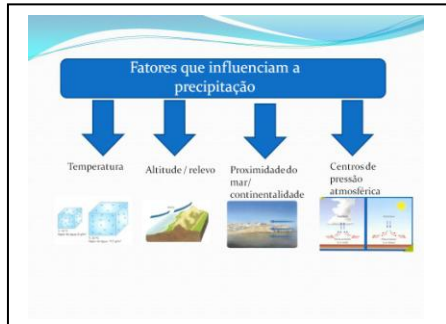 Fatores que influenciam a
precipitação
Temperatura
Altitude / relevo
Proximidade do
mar/
continentalidade
Centros de
pressão
atmosférica